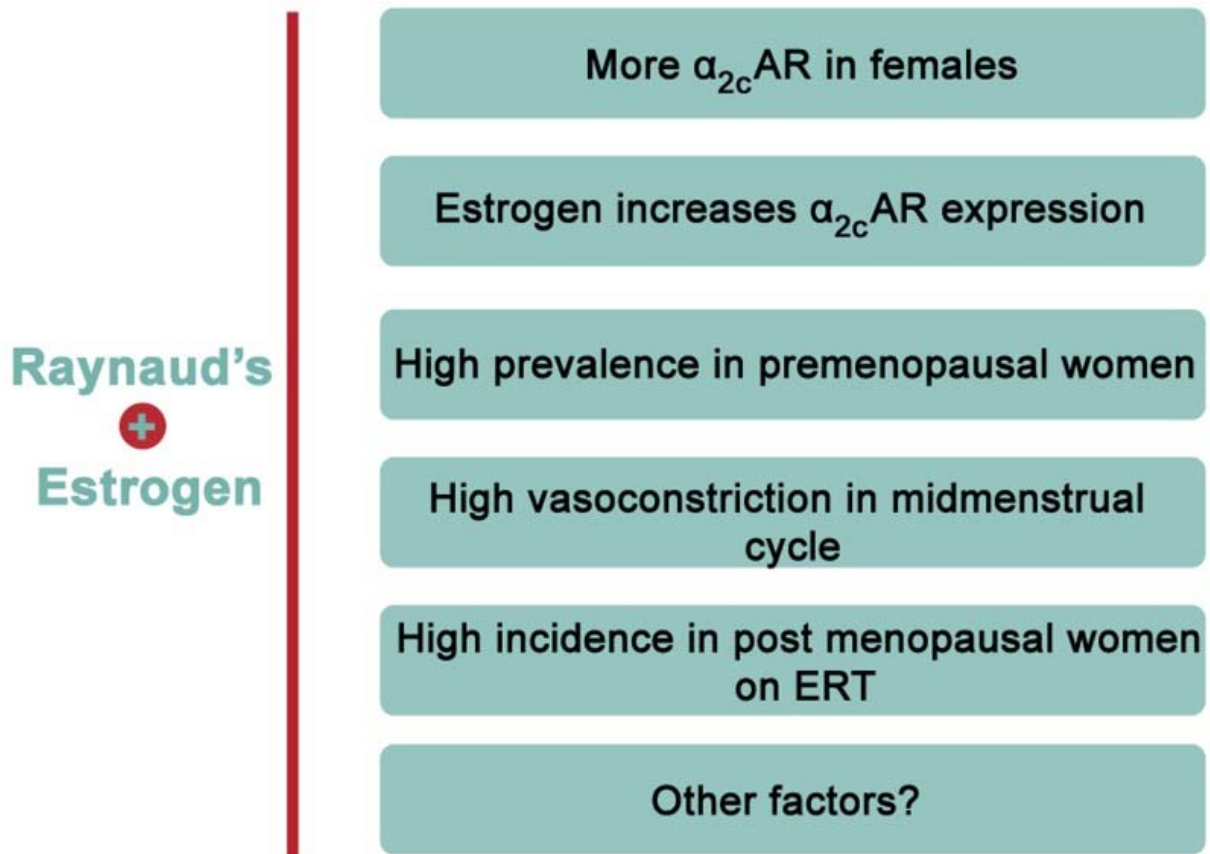 Raynaud's
+
Estrogen
More α2cAR in females
Estrogen increases α2cAR expression
High prevalence in premenopausal women
High vasoconstriction in midmenstrual
cycle
High incidence in post menopausal women
on ERT
Other factors?